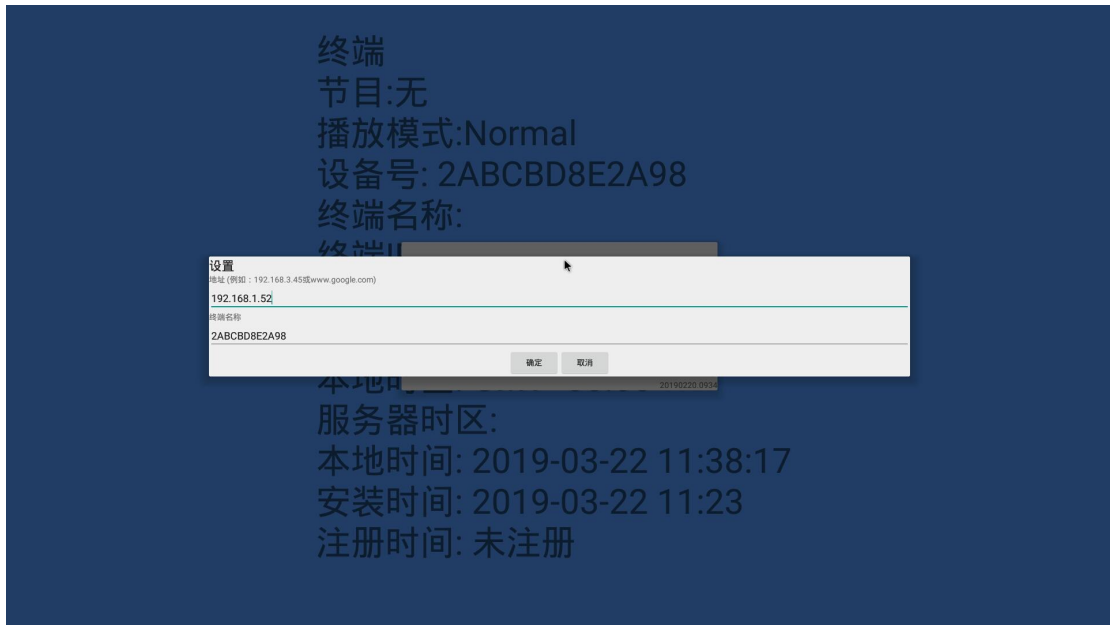 终端
节目:无
播放模式:Normal
设备号: 2ABCBD8E2A98
终端名称:
设置
地址 (例如 : 192.168.3.45或www.google.com)
192.168.1.52
终端名称
2ABCBD8E2A98
确定 取消
20190220.0934
服务器时区:
本地时间: 2019-03-22 11:38:17
安装时间: 2019-03-22 11:23
注册时间: 未注册